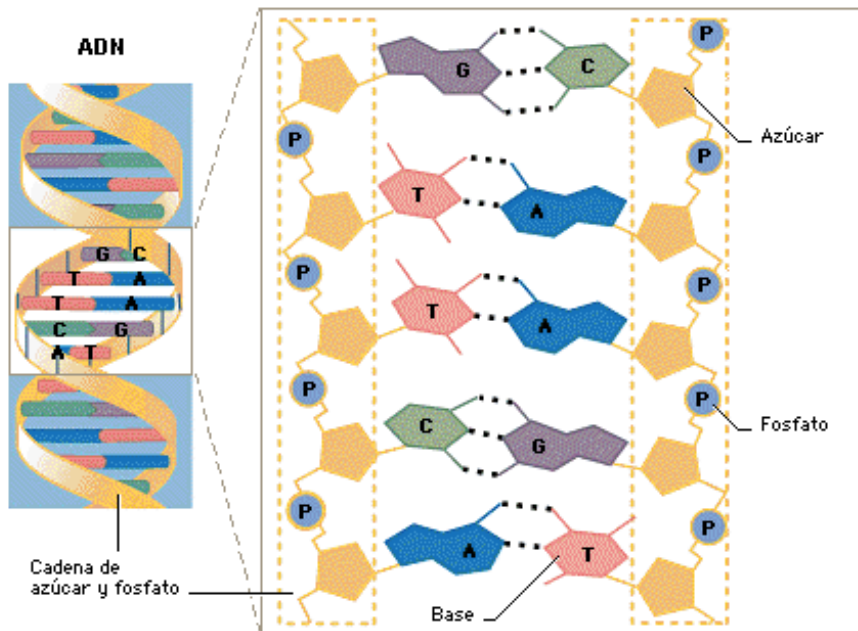 ADN
G C
T A
T A
C G
A T
Cadena de
azúcar y fosfato
P
G C
Azúcar
P
P
T A
P
P
T A
P
P
Fosfato
C G
P
P
A T
Base